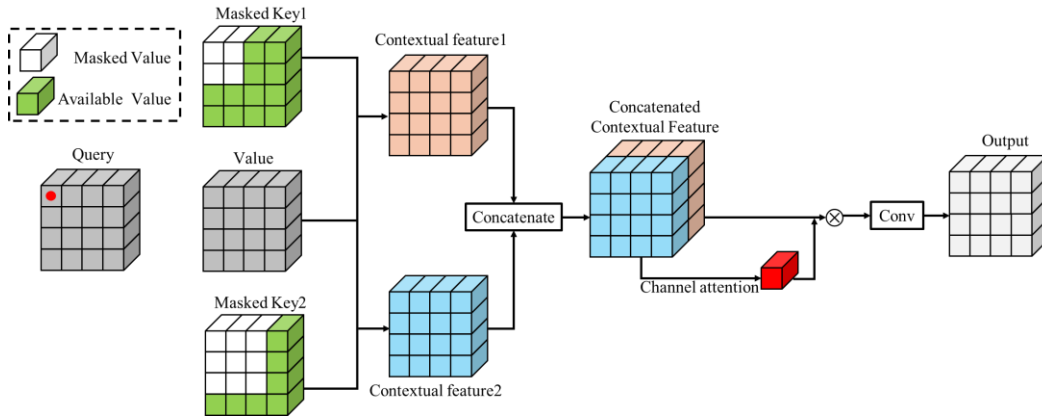 Masked Value
Available Value
Masked Key1
Contextual feature1
Query
Value
Masked Key2
Contextual feature2
Concatenate
Concatenated
Contextual Feature
Channel attention
Conv
Output